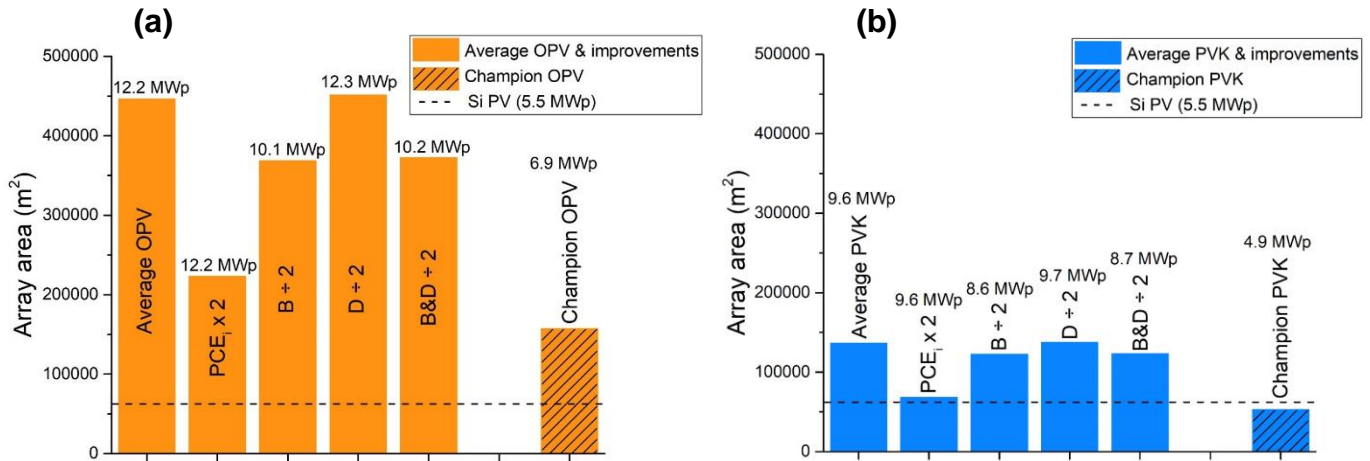 (a)
Array area (m²)
500000
400000
300000
200000
100000
0
Average OPV & improvements
Champion OPV
Si PV (5.5 MWp)
12.2 MWp
12.2 MWp
10.1 MWp
12.3 MWp
10.2 MWp
6.9 MWp
Average OPV
PCEᵢ x 2
B ÷ 2
D ÷ 2
B&D ÷ 2
Champion OPV
(b)
Array area (m²)
500000
400000
300000
200000
100000
0
Average PVK & improvements
Champion PVK
Si PV (5.5 MWp)
9.6 MWp
9.6 MWp
8.6 MWp
9.7 MWp
8.7 MWp
4.9 MWp
Average PVK
PCEᵢ x 2
B ÷ 2
D ÷ 2
B&D ÷ 2
Champion PVK